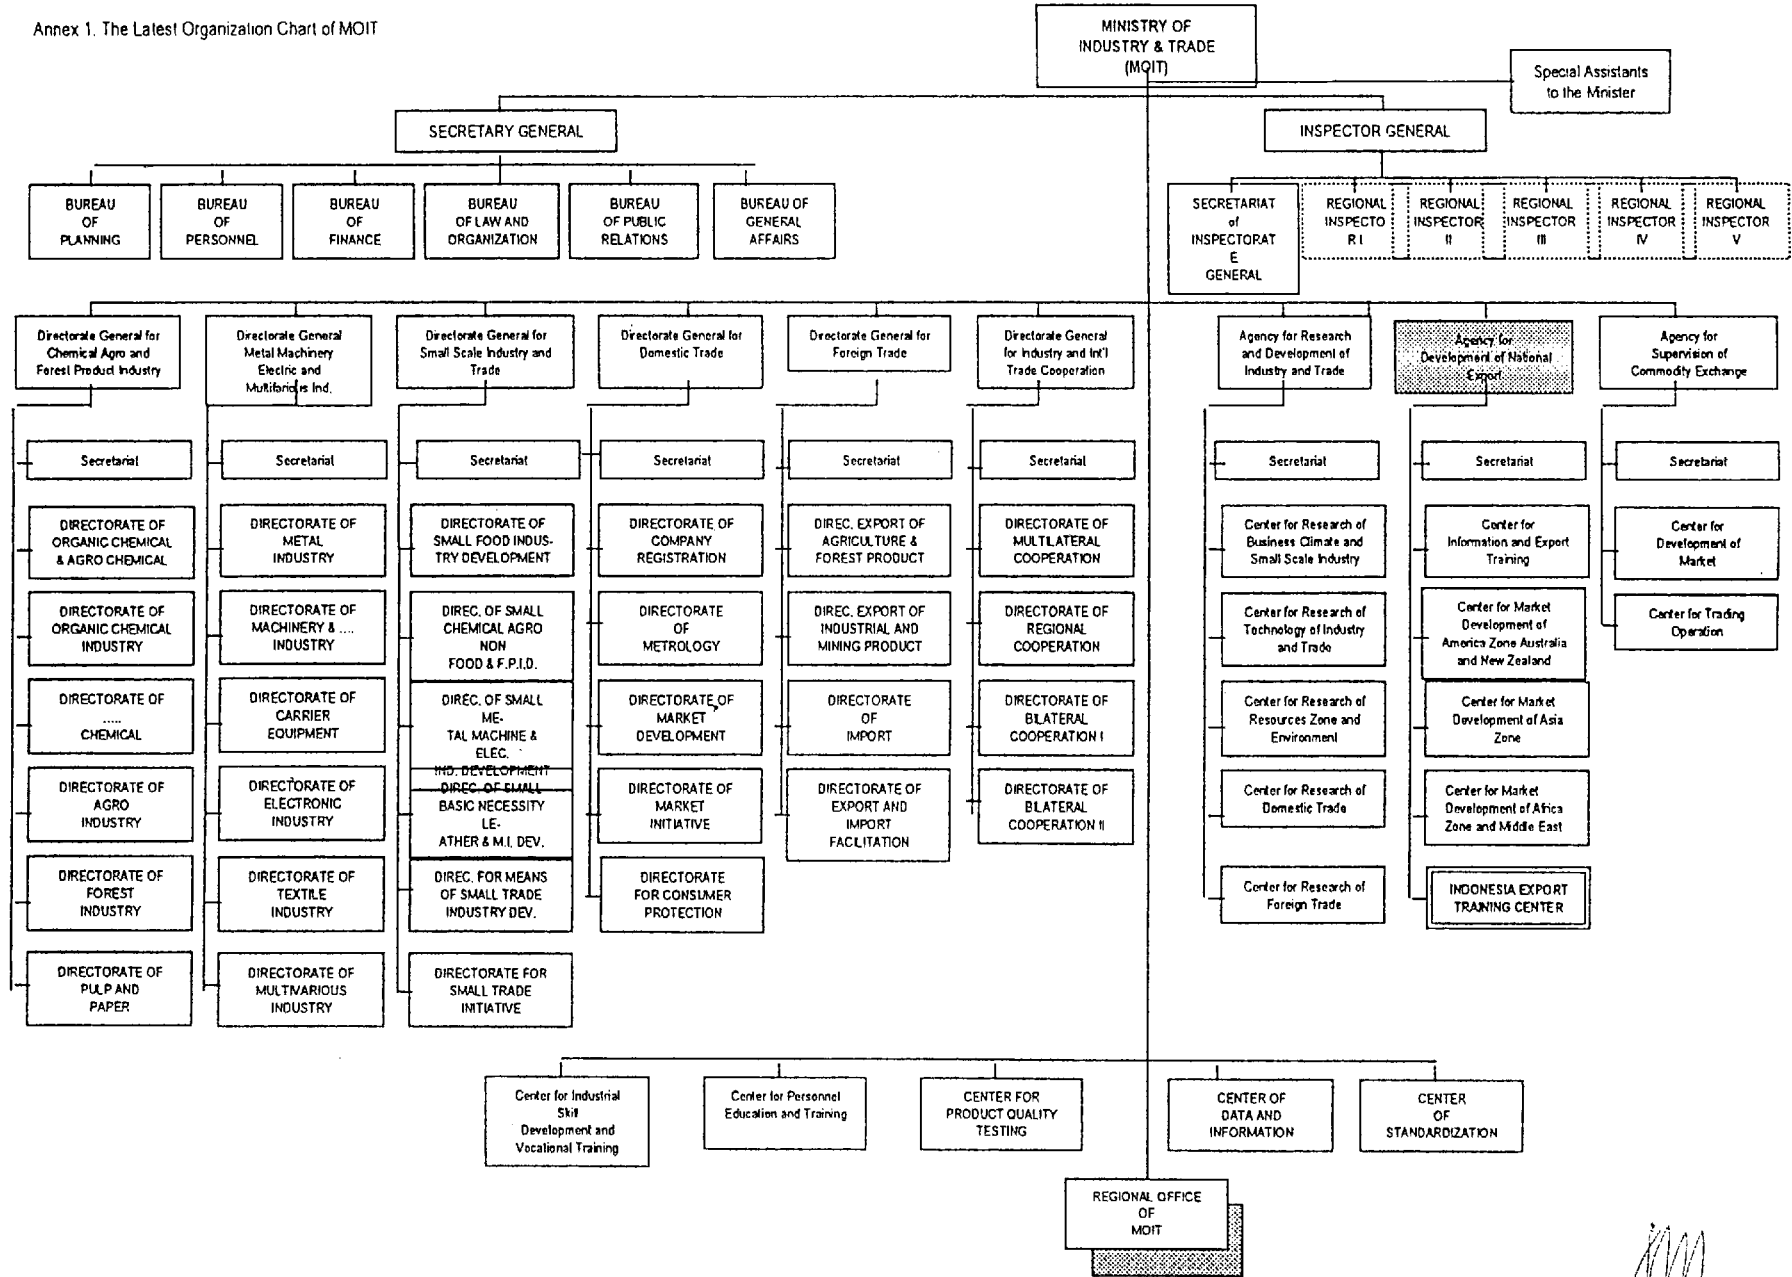 Annex 1. The Latest Organization Chart of MOIT
MINISTRY OF
INDUSTRY & TRADE
(MOIT)
Special Assistants
to the Minister
SECRETARY GENERAL
INSPECTOR GENERAL
BUREAU
OF
PLANNING
BUREAU
OF
PERSONNEL
BUREAU
OF
FINANCE
BUREAU
OF LAW AND
ORGANIZATION
BUREAU
OF PUBLIC
RELATIONS
BUREAU OF
GENERAL
AFFAIRS
SECRETARIAT
of
INSPECTORAT
E
GENERAL
REGIONAL
INSPECTO
R I
REGIONAL
INSPECTOR
II
REGIONAL
INSPECTOR
III
REGIONAL
INSPECTOR
IV
REGIONAL
INSPECTOR
V
Directorate General for
Chemical Agro and
Forest Product Industry
Directorate General
Metal Machinery
Electric and
Multifarious Ind.
Directorate General for
Small Scale Industry and
Trade
Directorate General for
Domestic Trade
Directorate General for
Foreign Trade
Directorate General
for Industry and Int'l
Trade Cooperation
Agency for Research
and Development of
Industry and Trade
Agency for
Development of National
Export
Agency for
Supervision of
Commodity Exchange
Secretariat
Secretariat
Secretariat
Secretariat
Secretariat
Secretariat
Secretariat
Secretariat
Secretariat
DIRECTORATE OF
ORGANIC CHEMICAL
& AGRO CHEMICAL
DIRECTORATE OF
METAL
INDUSTRY
DIRECTORATE OF
SMALL FOOD INDUS-
TRY DEVELOPMENT
DIRECTORATE OF
COMPANY
REGISTRATION
DIREC. EXPORT OF
AGRICULTURE &
FOREST PRODUCT
DIRECTORATE OF
MULTILATERAL
COOPERATION
Center for Research of
Business Climate and
Small Scale Industry
Center for
Information and Export
Training
Center for
Development of
Market
DIRECTORATE OF
ORGANIC CHEMICAL
INDUSTRY
DIRECTORATE OF
MACHINERY & ....
INDUSTRY
DIREC. OF SMALL
CHEMICAL AGRO
NON
FOOD & F.P.I.D.
DIRECTORATE
OF
METROLOGY
DIREC. EXPORT OF
INDUSTRIAL AND
MINING PRODUCT
DIRECTORATE OF
REGIONAL
COOPERATION
Center for Research of
Technology of Industry
and Trade
Center for Market
Development of
America Zone Australia
and New Zealand
Center for Trading
Operation
DIRECTORATE OF
.....
CHEMICAL
DIRECTORATE OF
CARRIER
EQUIPMENT
DIREC. OF SMALL
ME-
TAL MACHINE &
ELEC.
IND. DEVELOPMENT
DIRECTORATE OF
MARKET
DEVELOPMENT
DIRECTORATE
OF
IMPORT
DIRECTORATE OF
BILATERAL
COOPERATION I
Center for Research of
Resources Zone and
Environment
Center for Market
Development of Asia
Zone
DIRECTORATE OF
AGRO
INDUSTRY
DIRECTORATE OF
ELECTRONIC
INDUSTRY
DIREC. OF SMALL
BASIC NECESSITY
LE-
ATHER & M.I. DEV.
DIRECTORATE OF
MARKET
INITIATIVE
DIRECTORATE OF
EXPORT AND
IMPORT
FACILITATION
DIRECTORATE OF
BILATERAL
COOPERATION II
Center for Research of
Domestic Trade
Center for Market
Development of Africa
Zone and Middle East
DIRECTORATE OF
FOREST
INDUSTRY
DIRECTORATE OF
TEXTILE
INDUSTRY
DIREC. FOR MEANS
OF SMALL TRADE
INDUSTRY DEV.
DIRECTORATE
FOR CONSUMER
PROTECTION
Center for Research of
Foreign Trade
INDONESIA EXPORT
TRAINING CENTER
DIRECTORATE OF
PULP AND
PAPER
DIRECTORATE OF
MULTIVARIOUS
INDUSTRY
DIRECTORATE FOR
SMALL TRADE
INITIATIVE
Center for Industrial
Skill
Development and
Vocational Training
Center for Personnel
Education and Training
CENTER FOR
PRODUCT QUALITY
TESTING
CENTER OF
DATA AND
INFORMATION
CENTER
OF
STANDARDIZATION
REGIONAL OFFICE
OF
MOIT